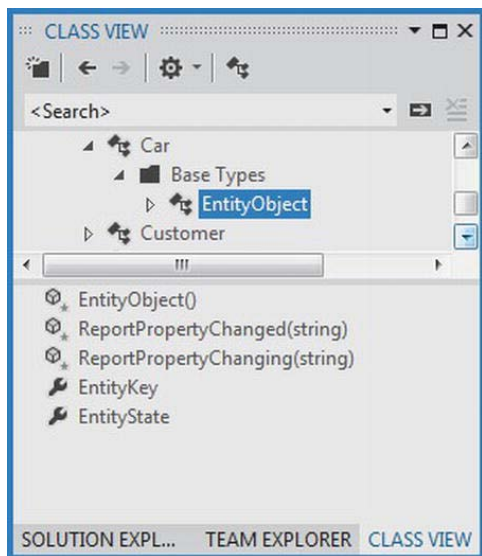 CLASS VIEW
<Search>
Car
Base Types
EntityObject
Customer
EntityObject()
ReportPropertyChanged(string)
ReportPropertyChanging(string)
EntityKey
EntityState
SOLUTION EXPL... TEAM EXPLORER CLASS VIEW